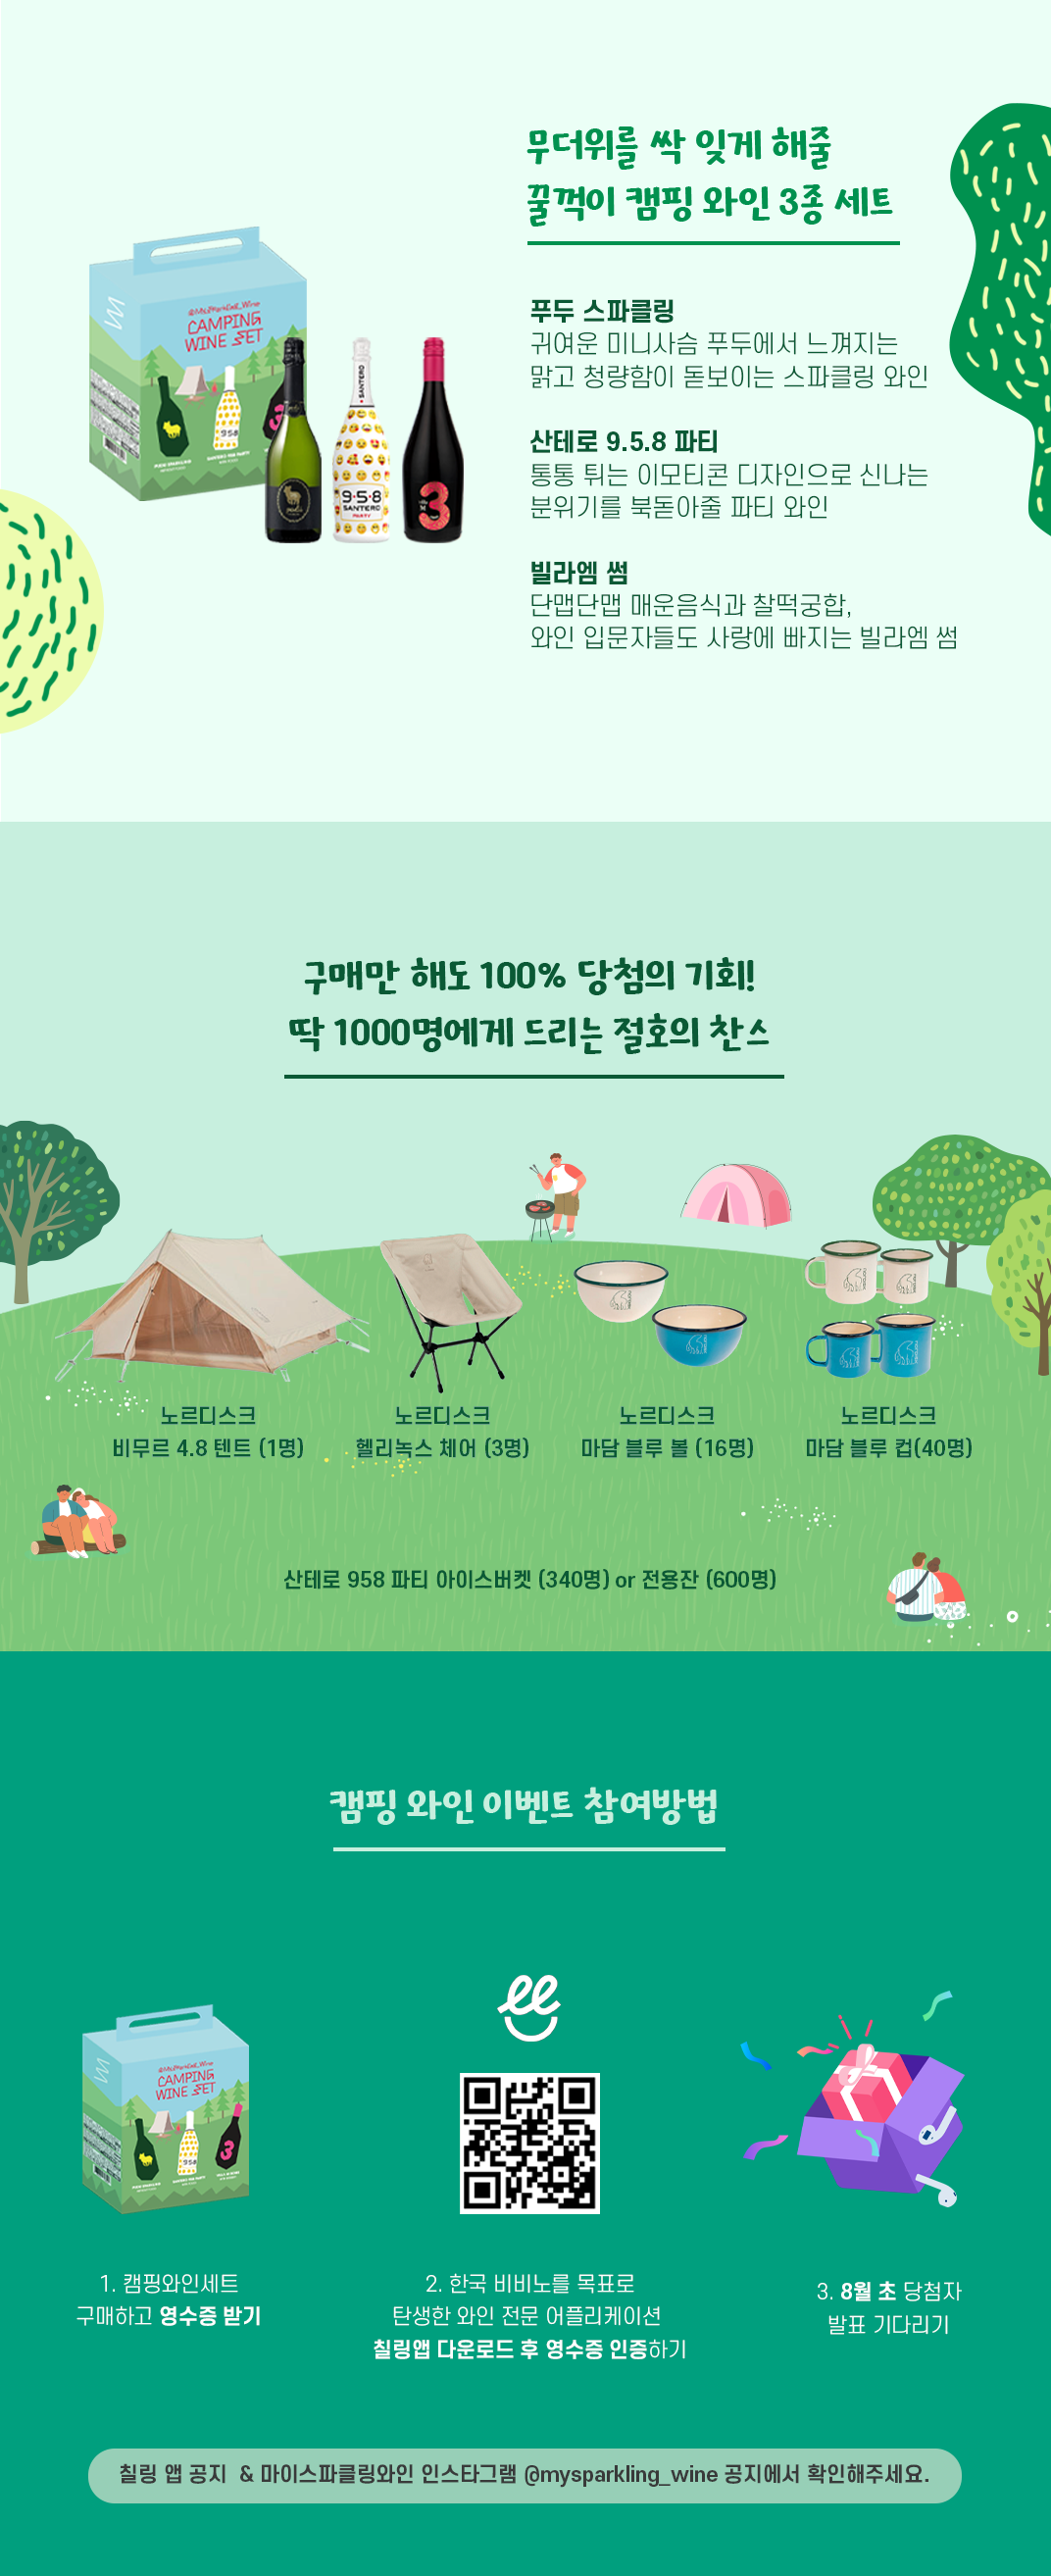 무더위를 싹 잊게 해줄
꿀꺽이 캠핑 와인 3종 세트
@MySparkling_Wine
CAMPING
WINE SET
958
3
SANTERO
9·5·8
SANTERO
PARTY
3
푸두 스파클링
귀여운 미니사슴 푸두에서 느껴지는
맑고 청량함이 돋보이는 스파클링 와인
산테로 9.5.8 파티
통통 튀는 이모티콘 디자인으로 신나는
분위기를 북돋아줄 파티 와인
빌라엠 썸
단맵단맵 매운음식과 찰떡궁합,
와인 입문자들도 사랑에 빠지는 빌라엠 썸
구매만 해도 100% 당첨의 기회!
딱 1000명에게 드리는 절호의 찬스
노르디스크
비무르 4.8 텐트 (1명)
노르디스크
헬리녹스 체어 (3명)
노르디스크
마담 블루 볼 (16명)
노르디스크
마담 블루 컵(40명)
산테로 958 파티 아이스버켓 (340명) or 전용잔 (600명)
캠핑 와인 이벤트 참여방법
@MySparkling_Wine
CAMPING
WINE SET
958
3
1. 캠핑와인세트
구매하고 영수증 받기
2. 한국 비비노를 목표로
탄생한 와인 전문 어플리케이션
칠링앱 다운로드 후 영수증 인증하기
3. 8월 초 당첨자
발표 기다리기
칠링 앱 공지 & 마이스파클링와인 인스타그램 @mysparkling_wine 공지에서 확인해주세요.